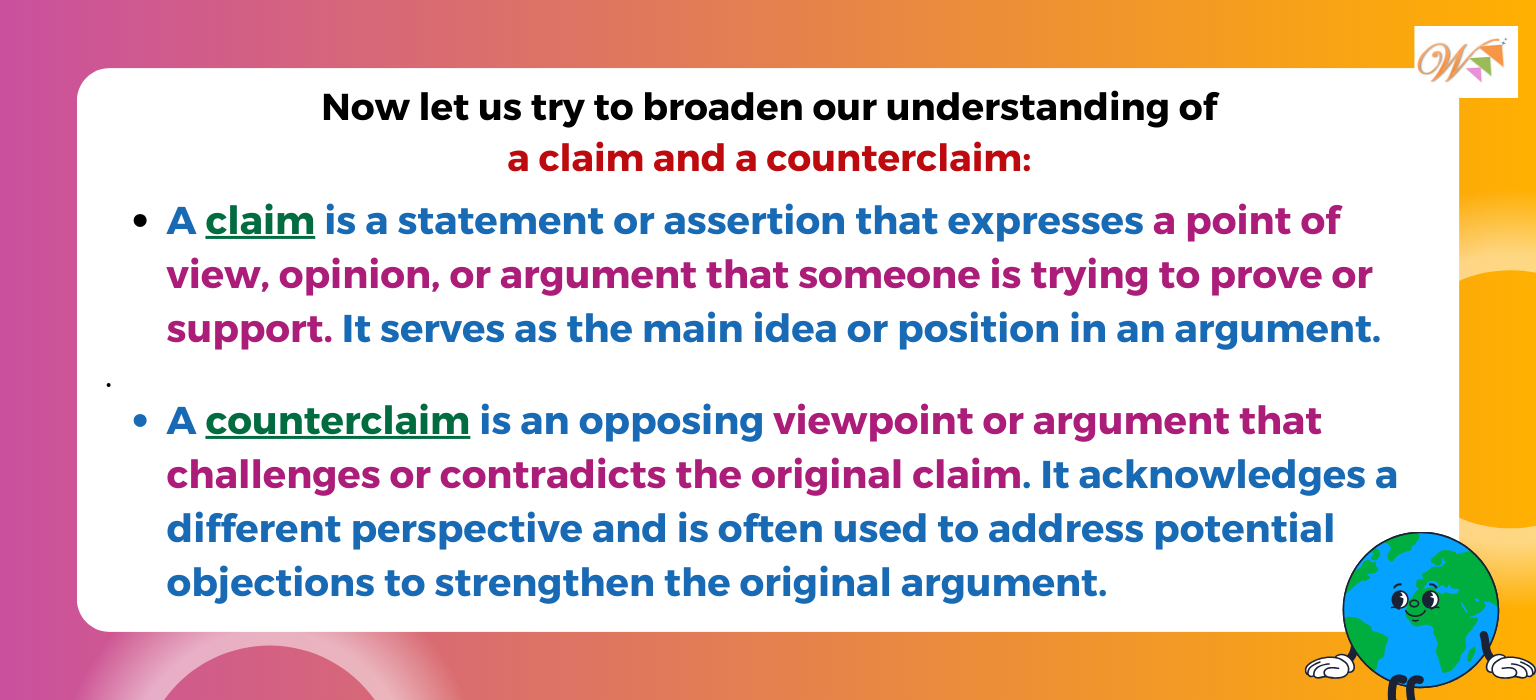 W
Now let us try to broaden our understanding of
a claim and a counterclaim:
• A claim is a statement or assertion that expresses a point of
view, opinion, or argument that someone is trying to prove or
support. It serves as the main idea or position in an argument.
.
• A counterclaim is an opposing viewpoint or argument that
challenges or contradicts the original claim. It acknowledges a
different perspective and is often used to address potential
objections to strengthen the original argument.